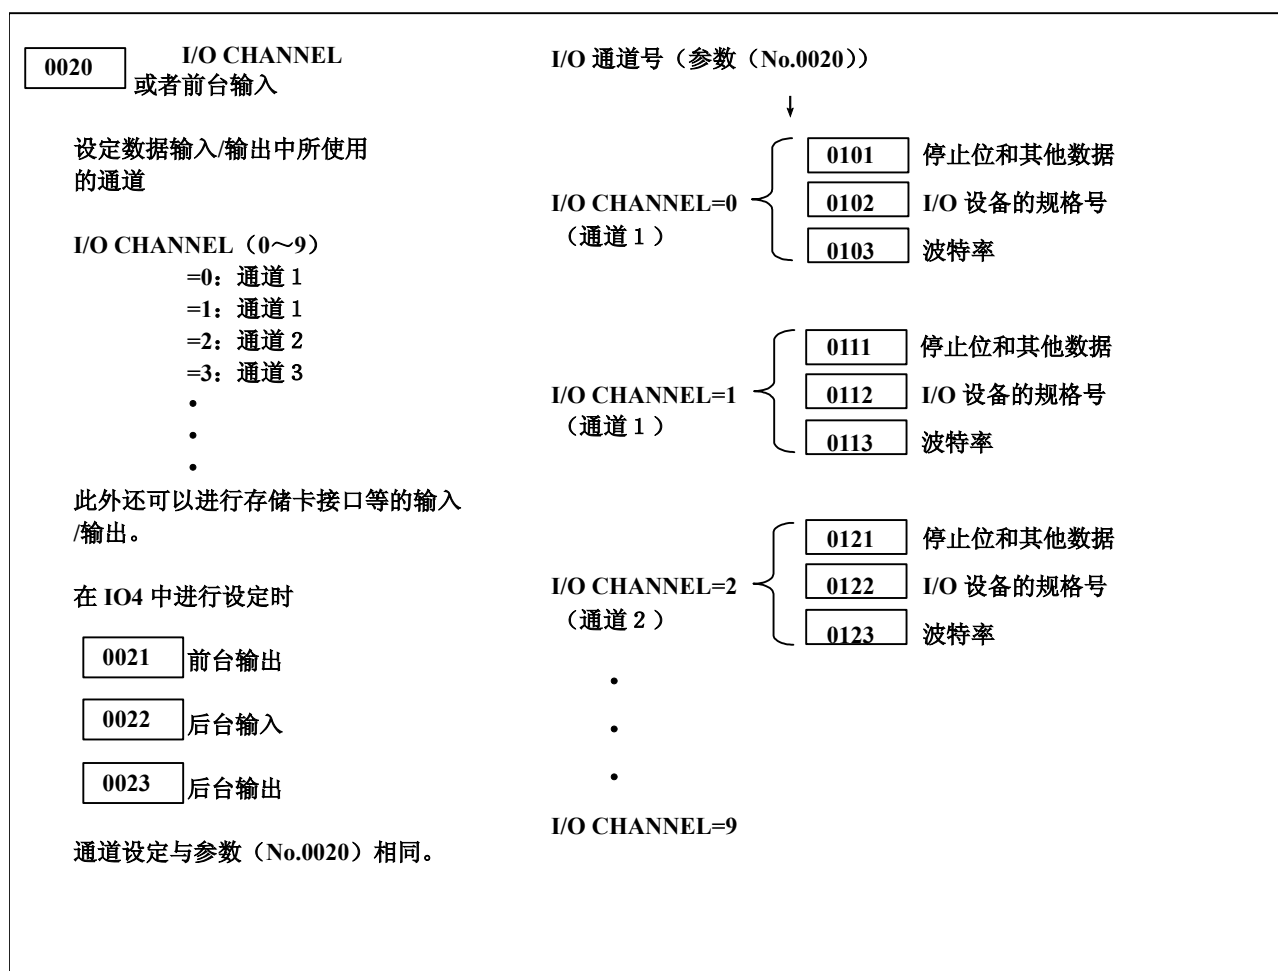 0020
I/O CHANNEL
或者前台输入
设定数据输入/输出中所使用
的通道
I/O CHANNEL（0～9）
=0：通道１
=1：通道１
=2：通道２
=3：通道３
•
•
•
此外还可以进行存储卡接口等的输入
/输出。
在 IO4 中进行设定时
0021 前台输出
0022 后台输入
0023 后台输出
通道设定与参数（No.0020）相同。
I/O 通道号（参数（No.0020））
↓
I/O CHANNEL=0
（通道１）
0101 停止位和其他数据
0102 I/O 设备的规格号
0103 波特率
I/O CHANNEL=1
（通道１）
0111 停止位和其他数据
0112 I/O 设备的规格号
0113 波特率
I/O CHANNEL=2
（通道２）
0121 停止位和其他数据
0122 I/O 设备的规格号
0123 波特率
•
•
•
I/O CHANNEL=9